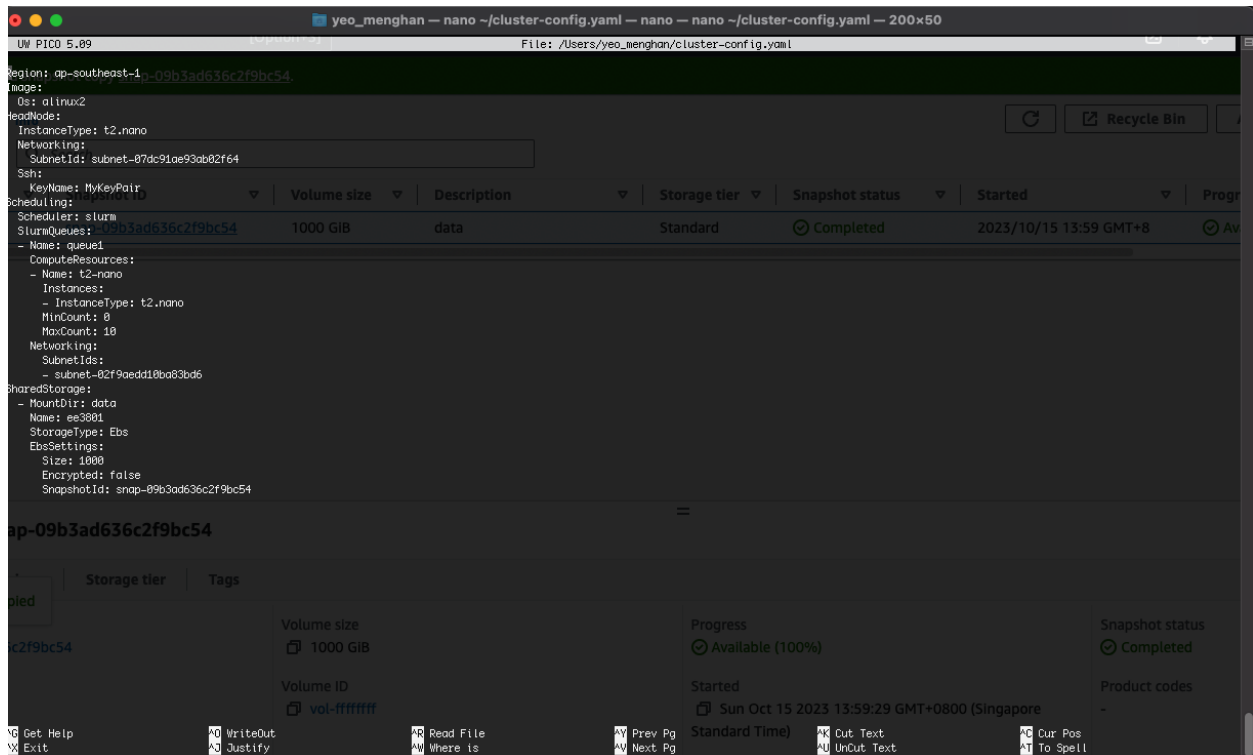 yeo_menghan — nano ~/cluster-config.yaml — nano — nano ~/cluster-config.yaml — 200×50
UW PICO 5.09 File: /Users/yeo_menghan/cluster-config.yaml
Region: ap-southeast-1
Image:
Os: alinux2
HeadNode:
InstanceType: t2.nano
Networking:
SubnetId: subnet-07dc91ae93ab02f64
Ssh:
KeyName: MyKeyPair
Scheduling:
Scheduler: slurm
SlurmQueues:
- Name: queue1
ComputeResources:
- Name: t2-nano
Instances:
- InstanceType: t2.nano
MinCount: 0
MaxCount: 10
Networking:
SubnetIds:
- subnet-02f9aedd10ba83bd6
SharedStorage:
- MountDir: data
Name: ee3801
StorageType: Ebs
EbsSettings:
Size: 1000
Encrypted: false
SnapshotId: snap-09b3ad636c2f9bc54
p-09b3ad636c2f9bc54.
Recycle Bin
Snapshot ID Volume size Description Storage tier Snapshot status Started Progr
-09b3ad636c2f9bc54 1000 GiB data Standard Completed 2023/10/15 13:59 GMT+8 Av
ap-09b3ad636c2f9bc54
Storage tier Tags
pied
Volume size Progress Snapshot status
6c2f9bc54 1000 GiB Available (100%) Completed
Volume ID Started Product codes
vol-ffffffff Sun Oct 15 2023 13:59:29 GMT+0800 (Singapore -
Standard Time)
^G Get Help ^O WriteOut ^R Read File ^Y Prev Pg ^K Cut Text ^C Cur Pos
^X Exit ^J Justify ^W Where is ^V Next Pg ^U UnCut Text ^T To Spell